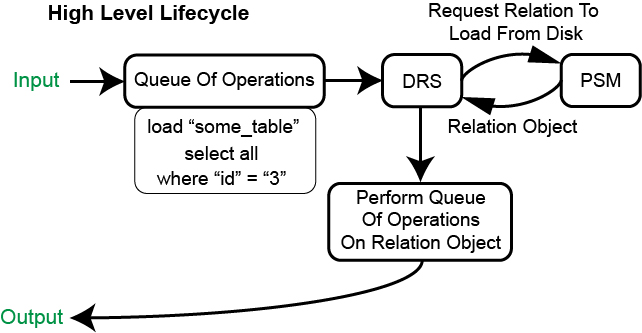 High Level Lifecycle
Request Relation To
Load From Disk
Input
Queue Of Operations
DRS
PSM
load “some_table”
select all
where “id” = “3”
Relation Object
Perform Queue
Of Operations
On Relation Object
Output